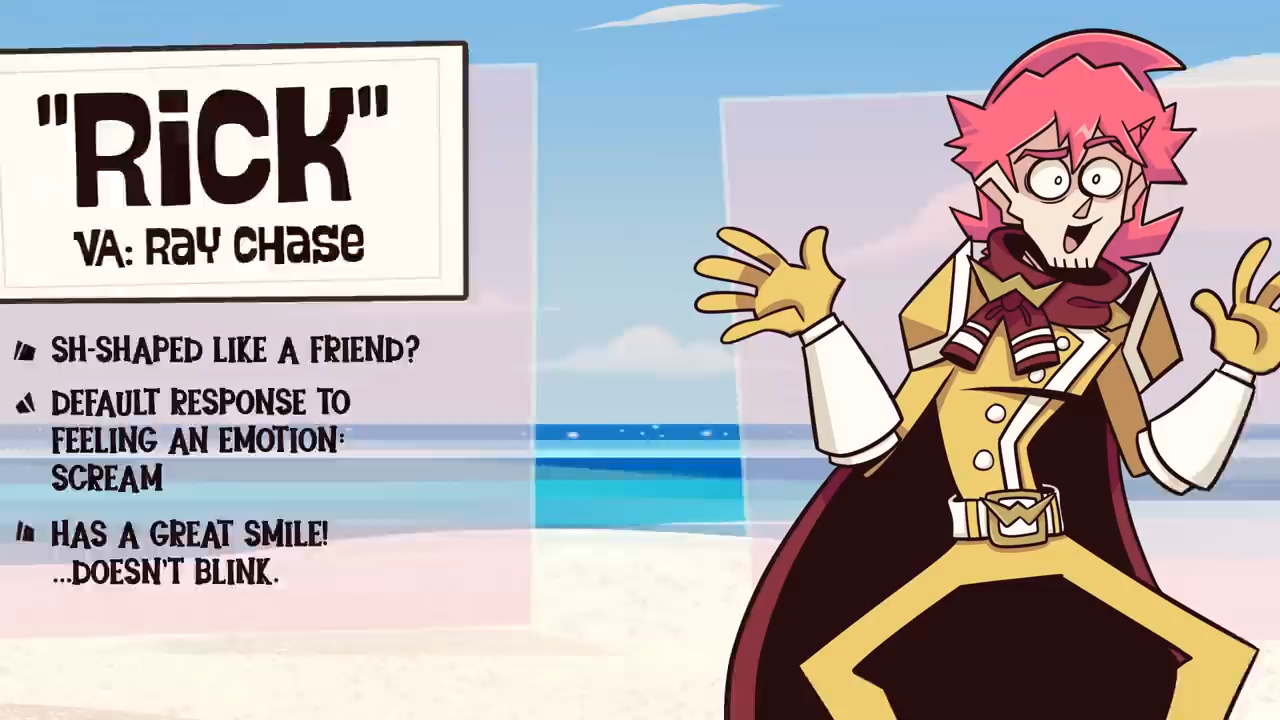 "RiCK"
VA: RAY CHASE
SH-SHAPED LIKE A FRIEND?
DEFAULT RESPONSE TO
FEELING AN EMOTION:
SCREAM
HAS A GREAT SMILE!
...DOESN'T BLINK.